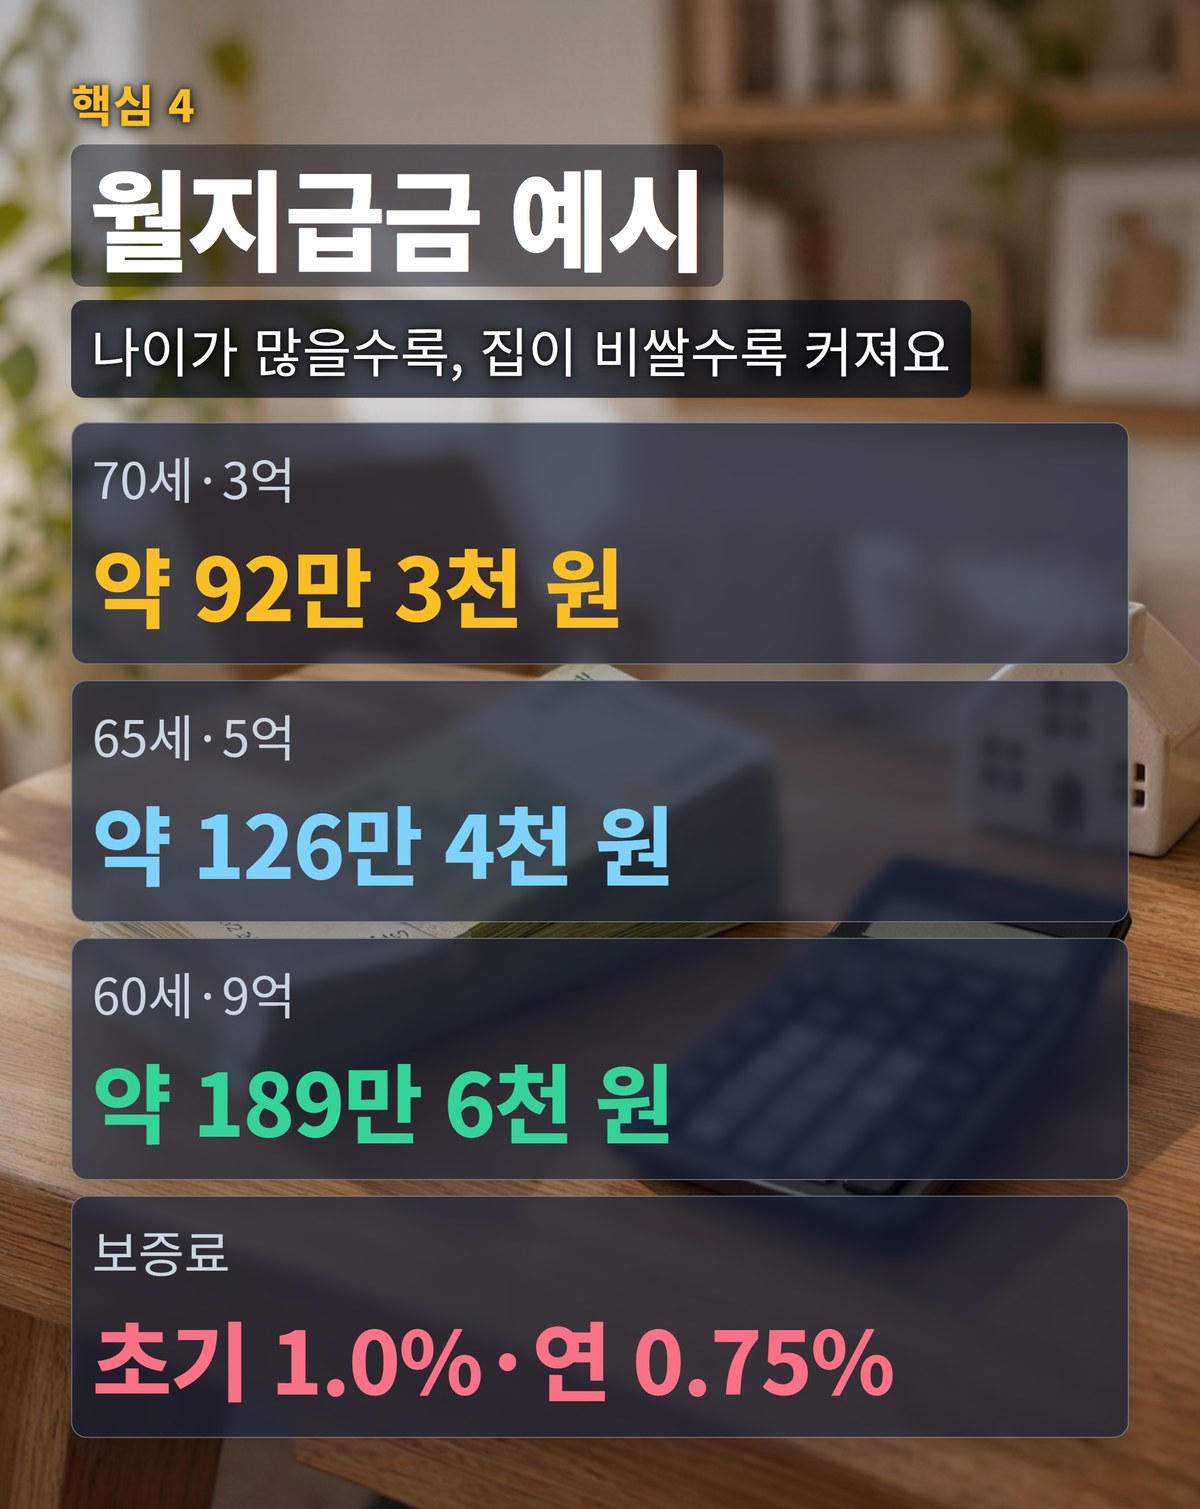 핵심 4
월지급금 예시
나이가 많을수록, 집이 비쌀수록 커져요
70세·3억
약 92만 3천 원
65세·5억
약 126만 4천 원
60세·9억
약 189만 6천 원
보증료
초기 1.0%·연 0.75%